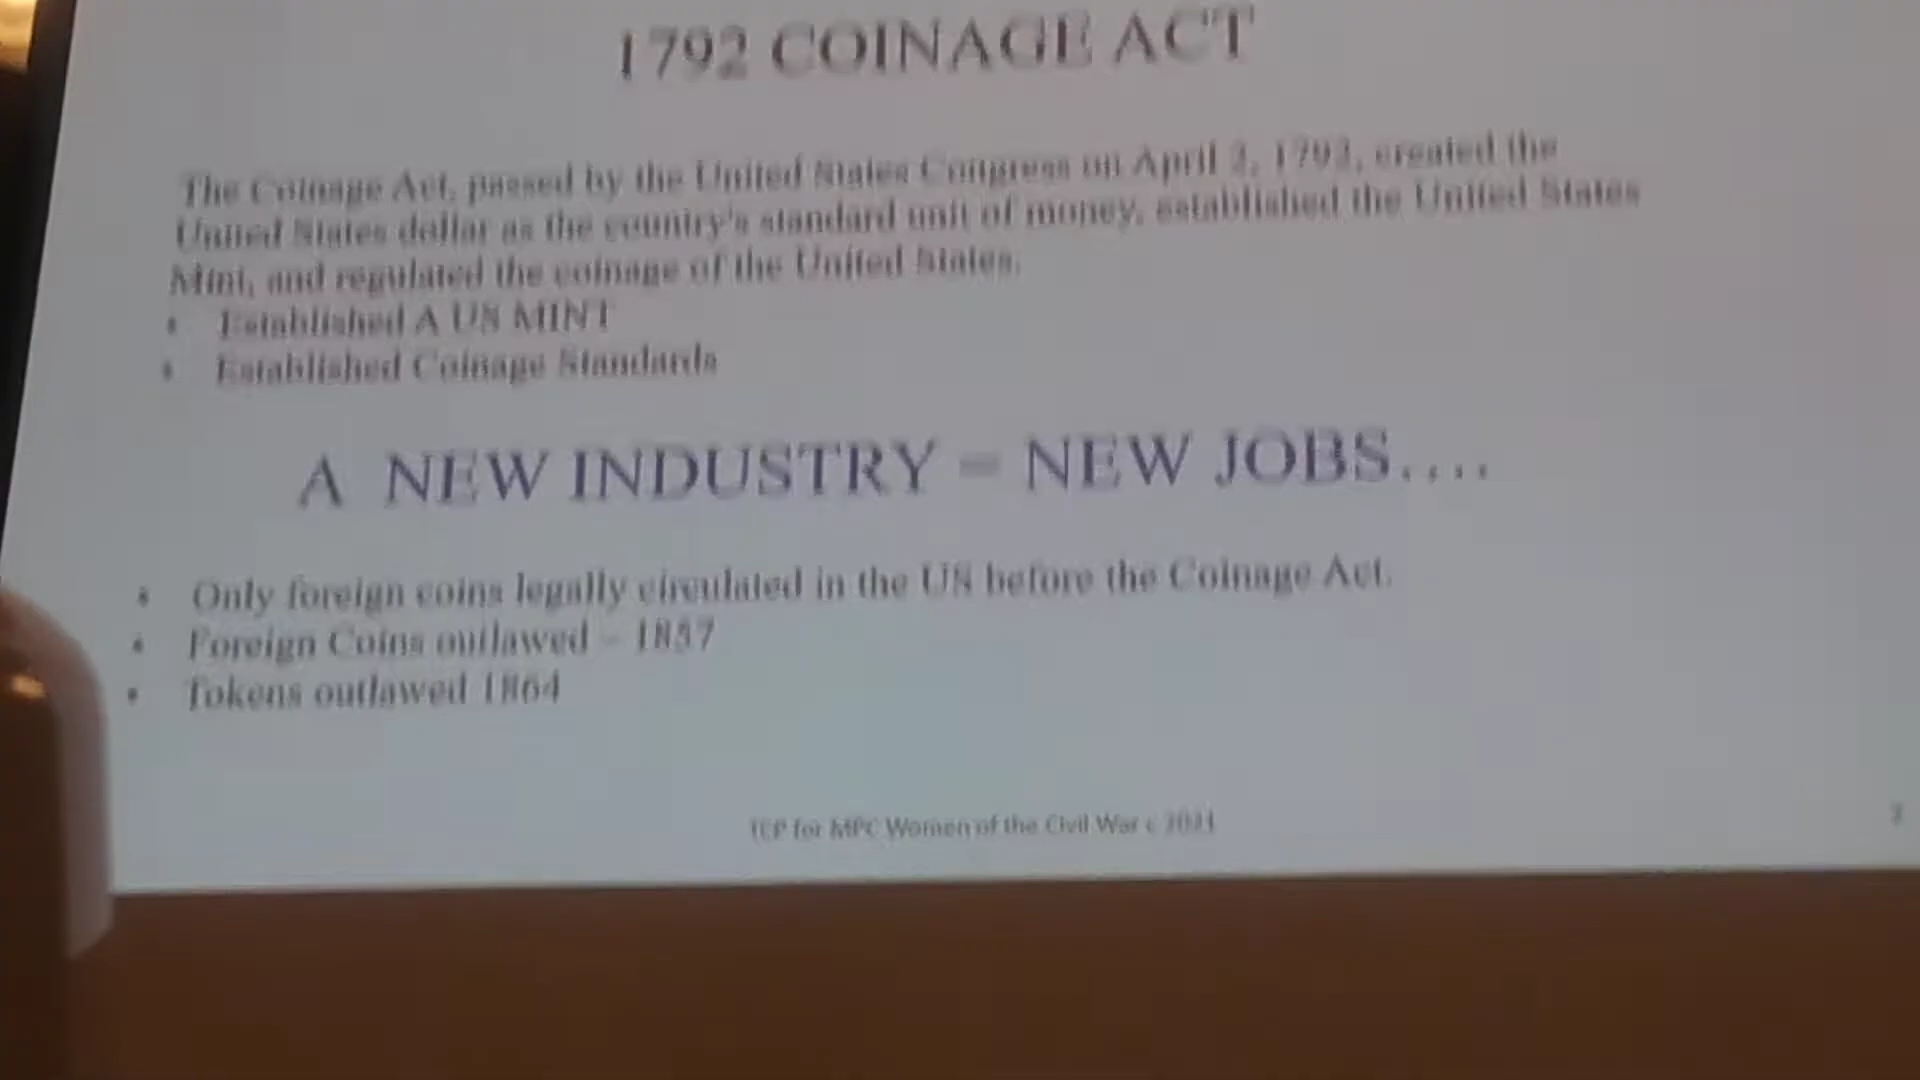 1792 COINAGE ACT
The Coinage Act, passed by the United States Congress on April 2, 1792, created the
United States dollar as the country's standard unit of money, established the United States
Mint, and regulated the coinage of the United States.
• Established A US MINT
• Established Coinage Standards
A NEW INDUSTRY = NEW JOBS....
• Only foreign coins legally circulated in the US before the Coinage Act.
• Foreign Coins outlawed – 1857
• Tokens outlawed 1864
for MPC Women of the Civil War c 2021